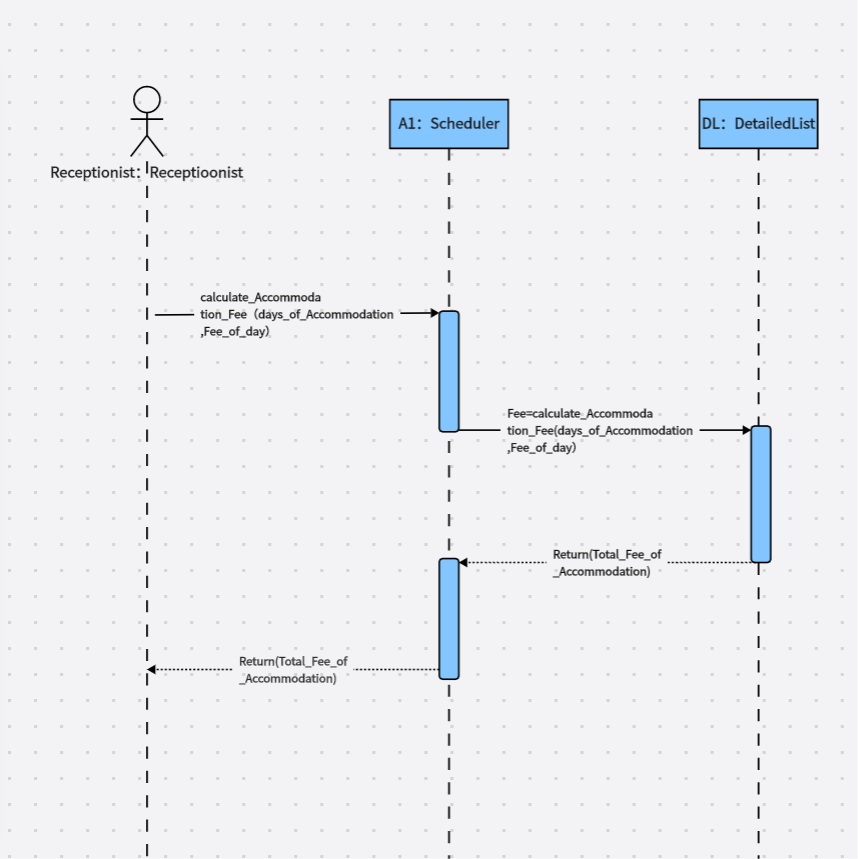 A1：Scheduler
DL：DetailedList
Receptionist：Receptioonist
calculate_Accommoda
tion_Fee（days_of_Accommodation
,Fee_of_day）
Fee=calculate_Accommoda
tion_Fee(days_of_Accommodation
,Fee_of_day）
Return(Total_Fee_of
_Accommodation)
Return(Total_Fee_of
_Accommodation)